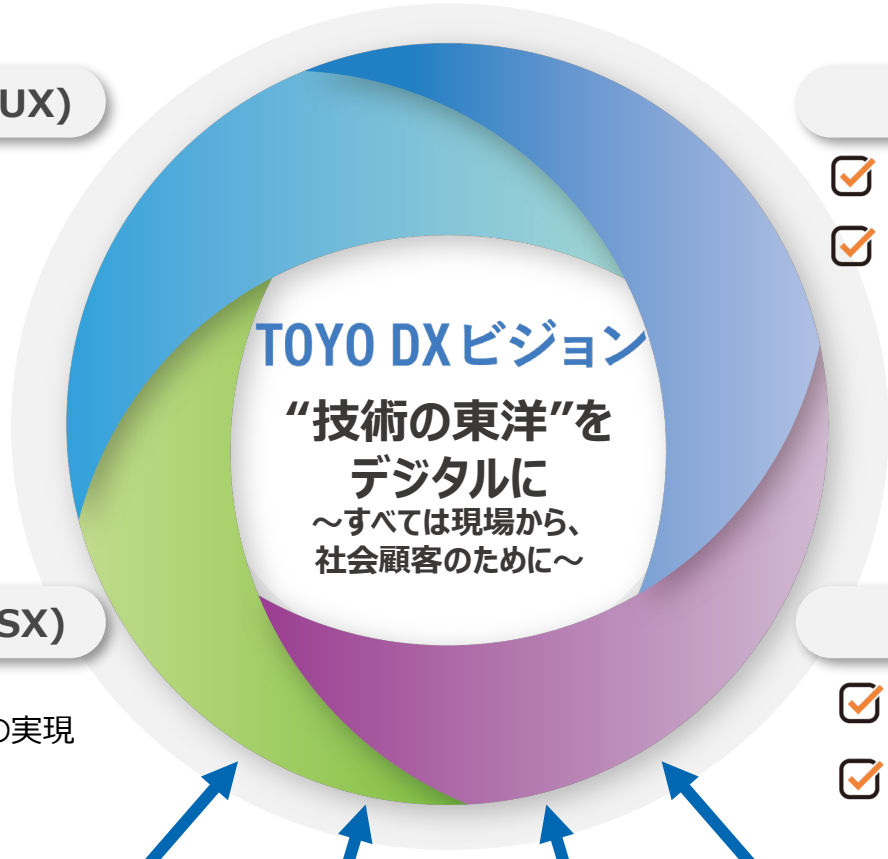 UX)
TOYO DXビジョン
“技術の東洋”を
デジタルに
～すべては現場から、
社会顧客のために～
SX)
の実現